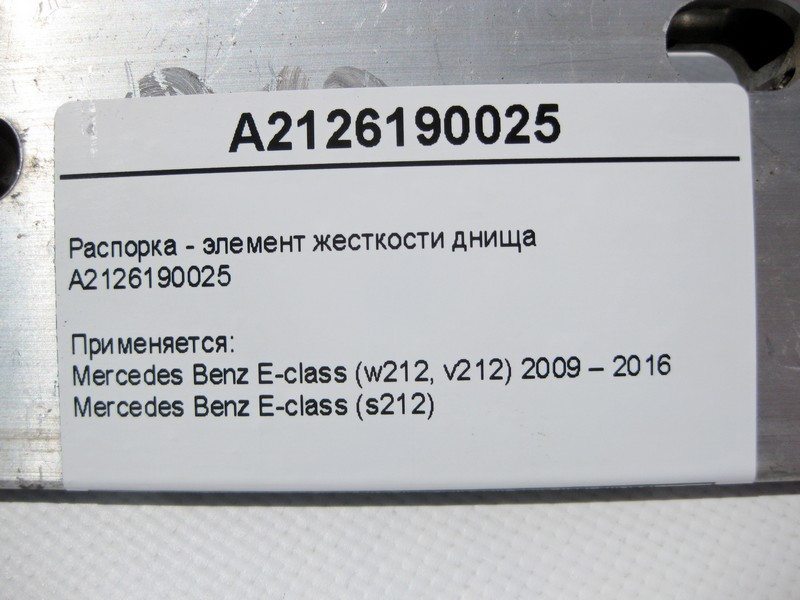 A2126190025
Распорка - элемент жесткости днища
A2126190025
Применяется:
Mercedes Benz E-class (w212, v212) 2009 – 2016
Mercedes Benz E-class (s212)